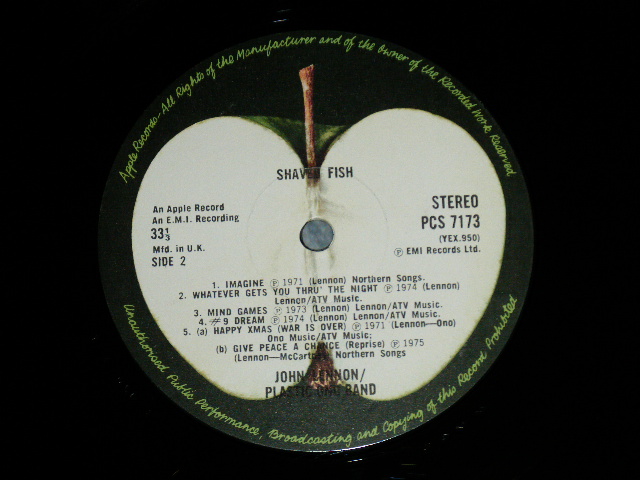 Apple Records–All Rights of the Manufacturer and of the Owner of the Recorded Work Reserved
SHAVED FISH
An Apple Record
An E.M.I. Recording
33⅓
Mfd. in U.K.
SIDE 2
STEREO
PCS 7173
(YEX.950)
Ⓟ EMI Records Ltd.
1. IMAGINE Ⓟ 1971 (Lennon) Northern Songs.
2. WHATEVER GETS YOU THRU' THE NIGHT Ⓟ 1974 (Lennon)
Lennon/ATV Music.
3. MIND GAMES Ⓟ 1973 (Lennon) Lennon/ATV Music.
4. #9 DREAM Ⓟ 1974 (Lennon) Lennon/ATV Music.
5. (a) HAPPY XMAS (WAR IS OVER) Ⓟ 1971 (Lennon—Ono)
Ono Music/ATV Music;
(b) GIVE PEACE A CHANCE (Reprise) Ⓟ 1975
(Lennon—McCartney) Northern Songs
JOHN LENNON/
PLASTIC ONO BAND
Unauthorised Public Performance, Broadcasting and Copying of this Record Prohibited